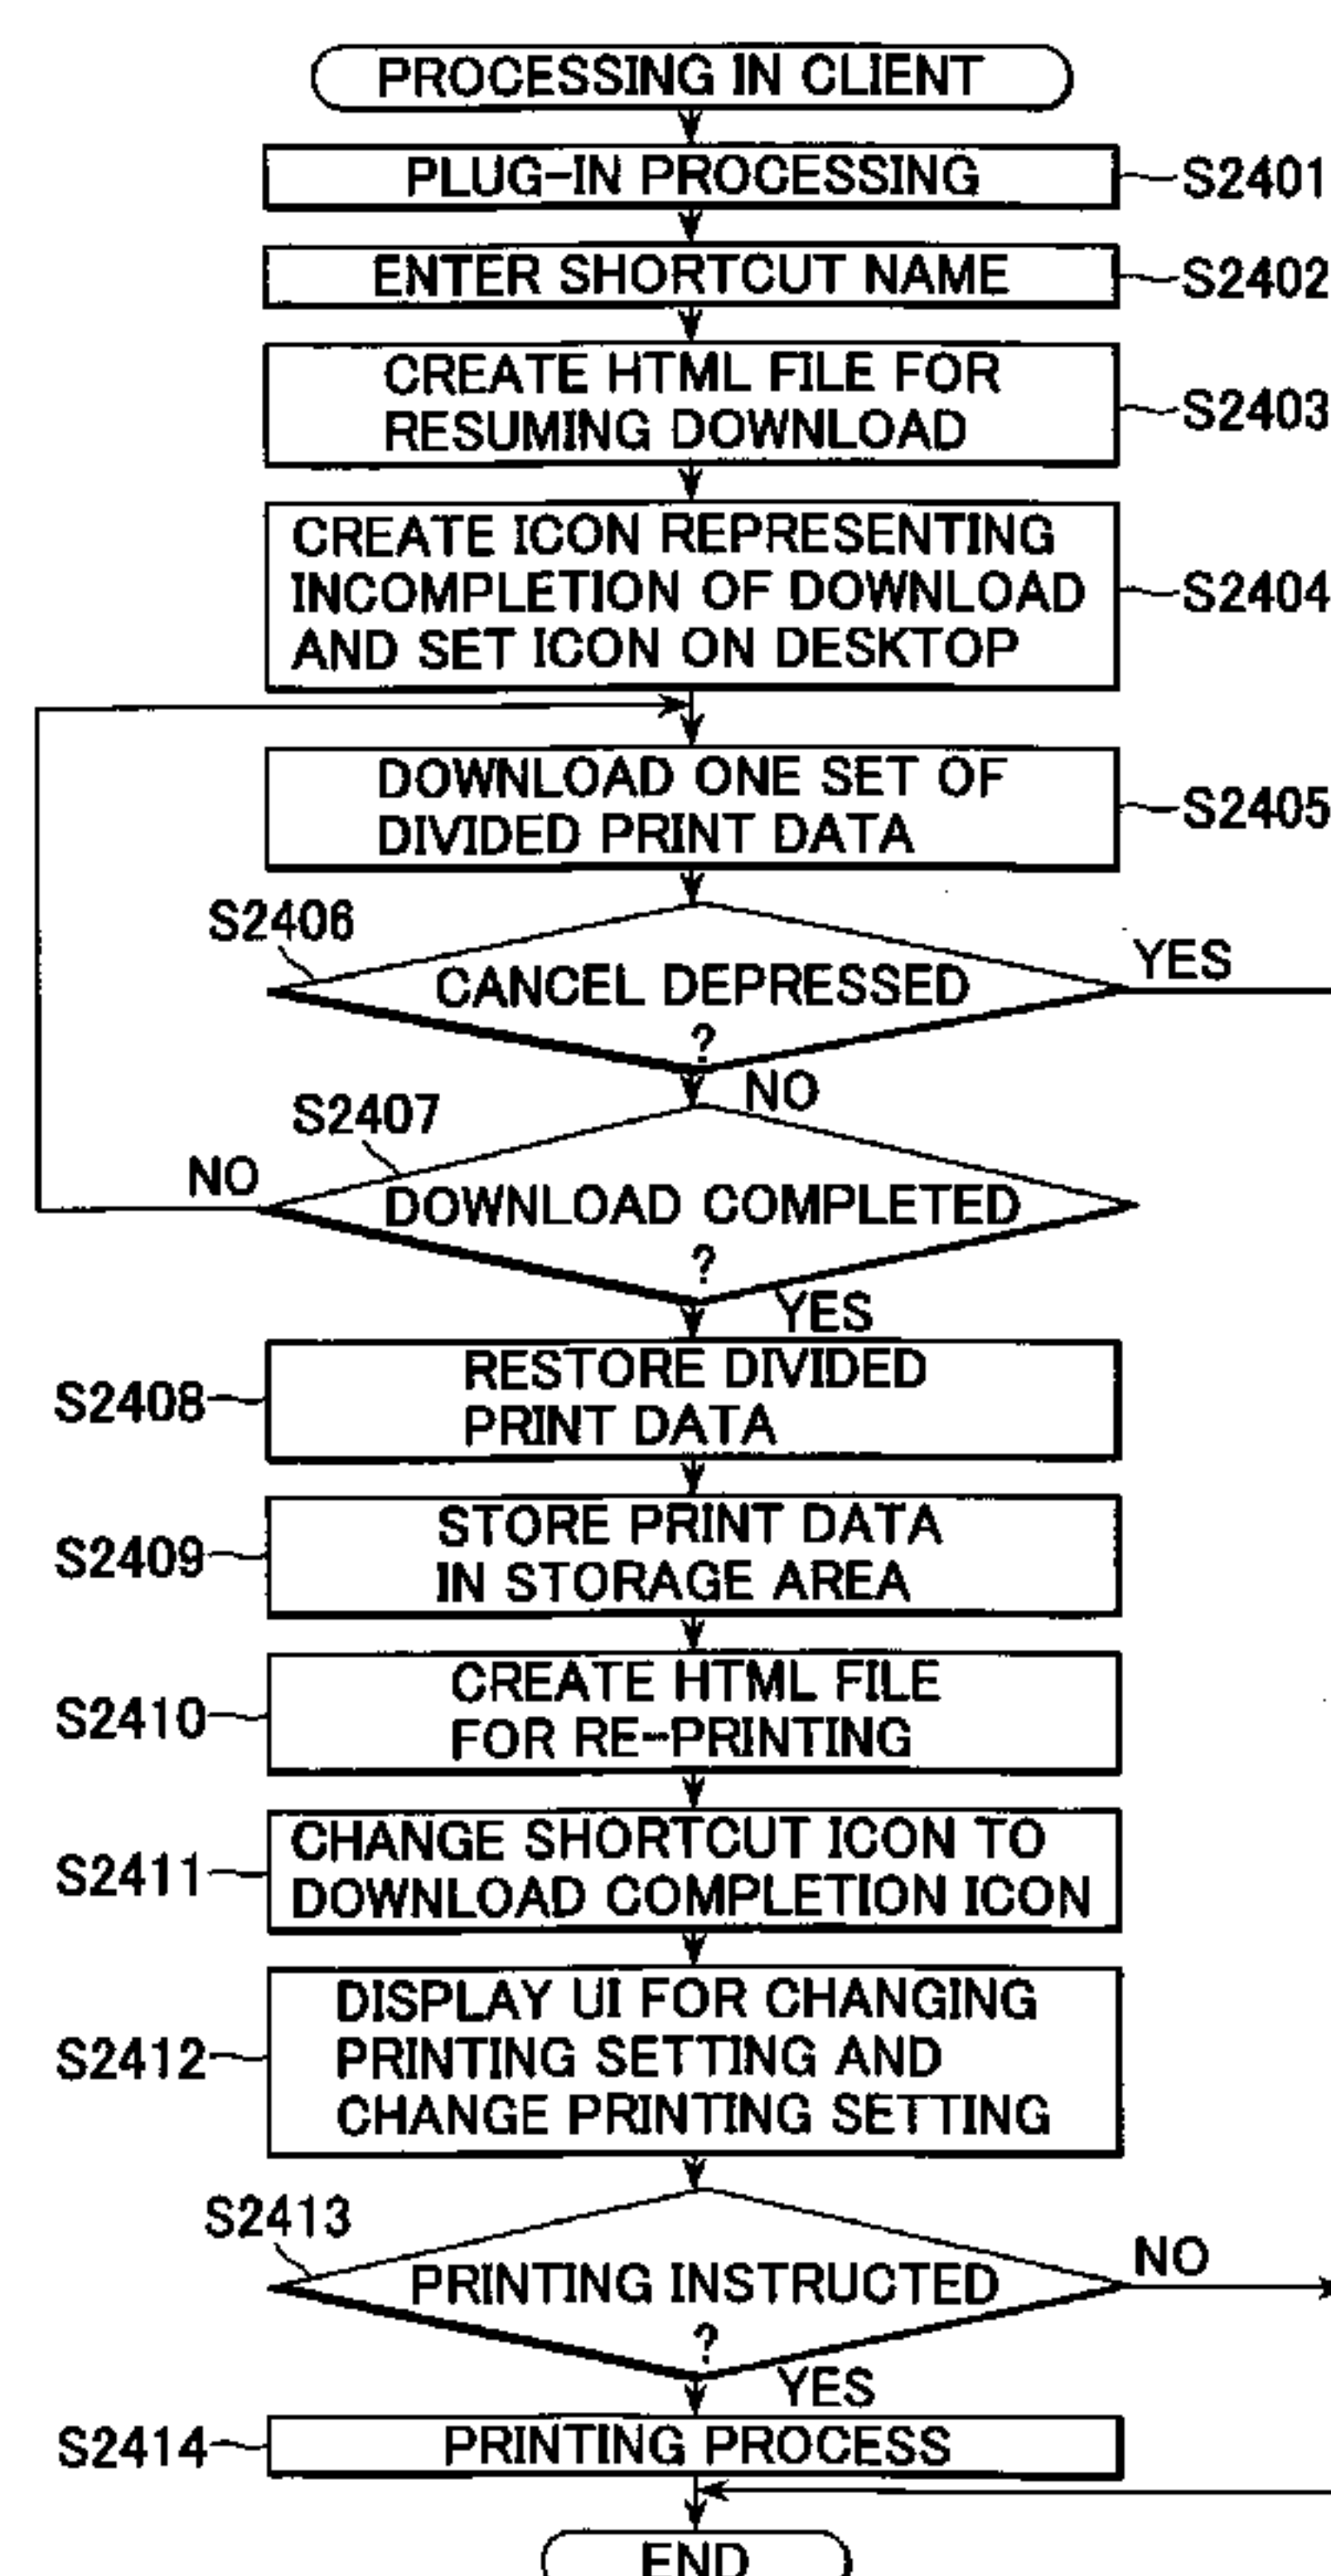 PROCESSING IN CLIENT
PLUG-IN PROCESSING
S2401
ENTER SHORTCUT NAME
S2402
CREATE HTML FILE FOR
RESUMING DOWNLOAD
S2403
CREATE ICON REPRESENTING
INCOMPLETION OF DOWNLOAD
AND SET ICON ON DESKTOP
S2404
DOWNLOAD ONE SET OF
DIVIDED PRINT DATA
S2405
S2406
CANCEL DEPRESSED
?
YES
NO
S2407
NO
DOWNLOAD COMPLETED
?
YES
S2408
RESTORE DIVIDED
PRINT DATA
S2409
STORE PRINT DATA
IN STORAGE AREA
S2410
CREATE HTML FILE
FOR RE-PRINTING
S2411
CHANGE SHORTCUT ICON TO
DOWNLOAD COMPLETION ICON
S2412
DISPLAY UI FOR CHANGING
PRINTING SETTING AND
CHANGE PRINTING SETTING
S2413
PRINTING INSTRUCTED
?
NO
YES
S2414
PRINTING PROCESS
END